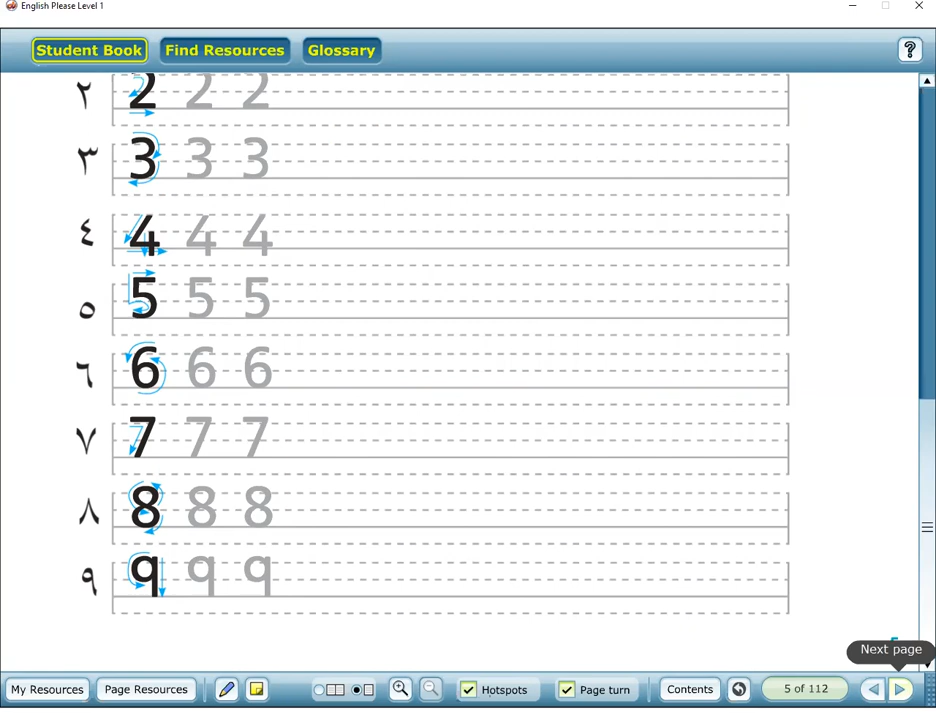 English Please Level 1
Student Book Find Resources Glossary ?
٢ 2 2 2
٣ 3 3 3
٤ 4 4 4
٥ 5 5 5
٦ 6 6 6
٧ 7 7 7
٨ 8 8 8
٩ 9 9 9
Next page
My Resources Page Resources Hotspots Page turn Contents 5 of 112